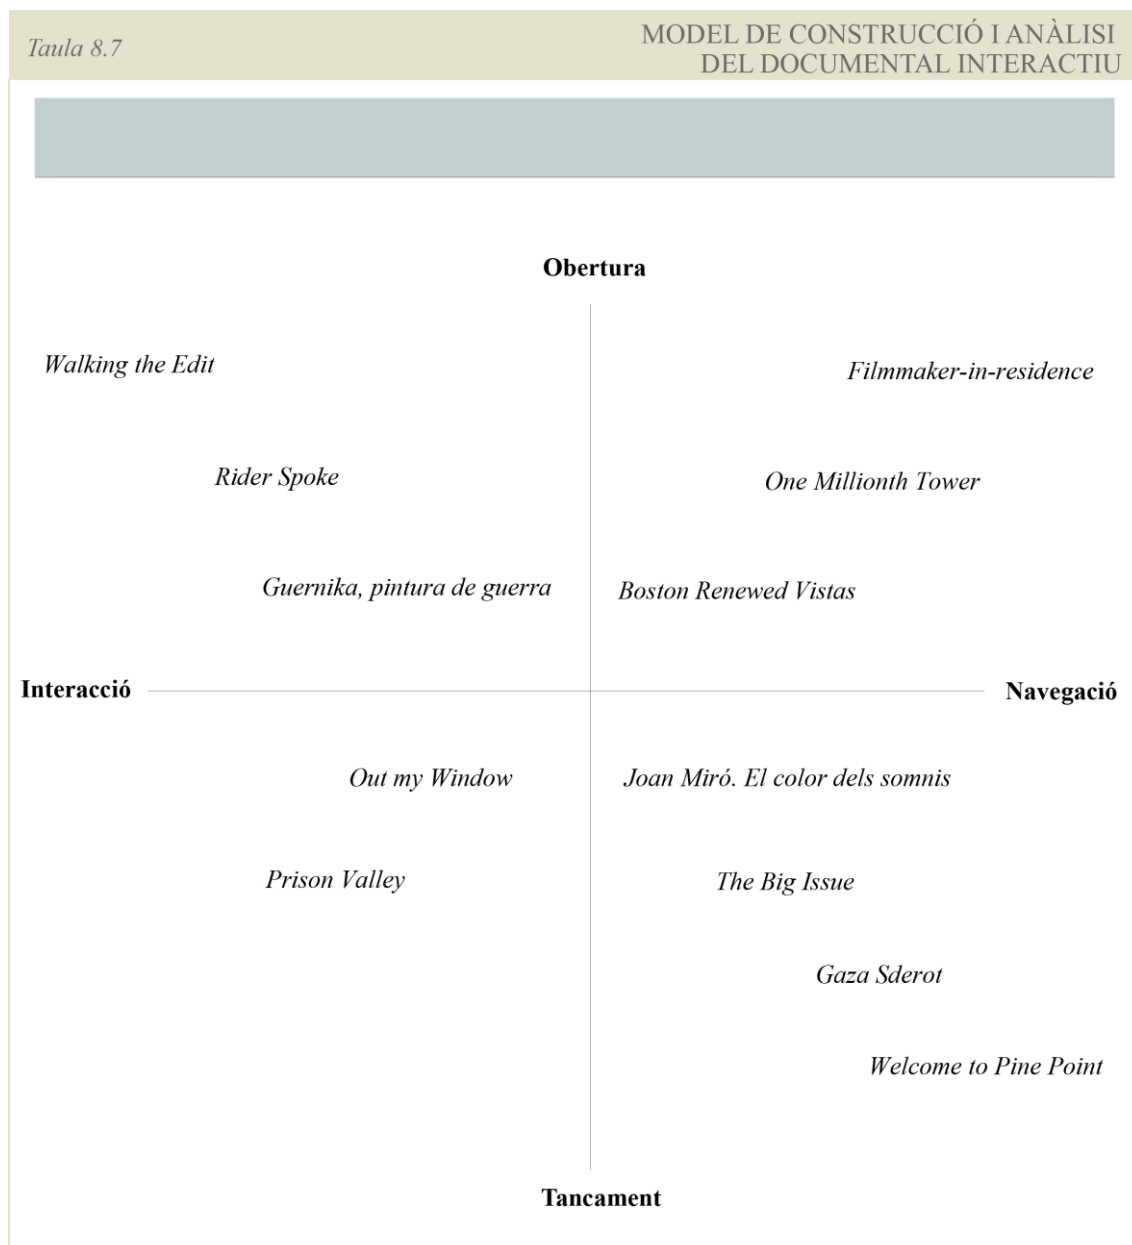 Taula 8.7
MODEL DE CONSTRUCCIÓ I ANÀLISI
DEL DOCUMENTAL INTERACTIU
Obertura
Walking the Edit
Filmmaker-in-residence
Rider Spoke
One Millionth Tower
Guernika, pintura de guerra
Boston Renewed Vistas
Interacció
Navegació
Out my Window
Joan Miró. El color dels somnis
Prison Valley
The Big Issue
Gaza Sderot
Welcome to Pine Point
Tancament